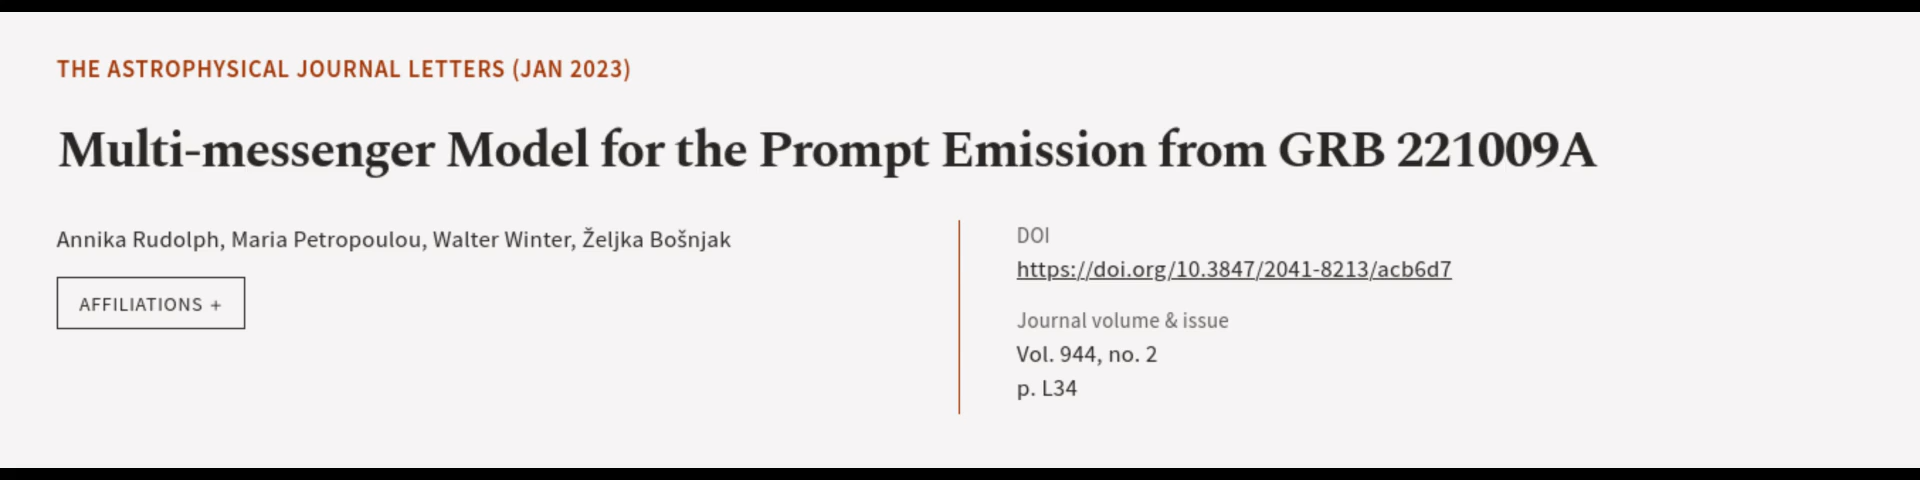 THE ASTROPHYSICAL JOURNAL LETTERS (JAN 2023)
Multi-messenger Model for the Prompt Emission from GRB 221009A
Annika Rudolph, Maria Petropoulou, Walter Winter, Željka Bošnjak
AFFILIATIONS +
DOI
https://doi.org/10.3847/2041-8213/acb6d7
Journal volume & issue
Vol. 944, no. 2
p. L34